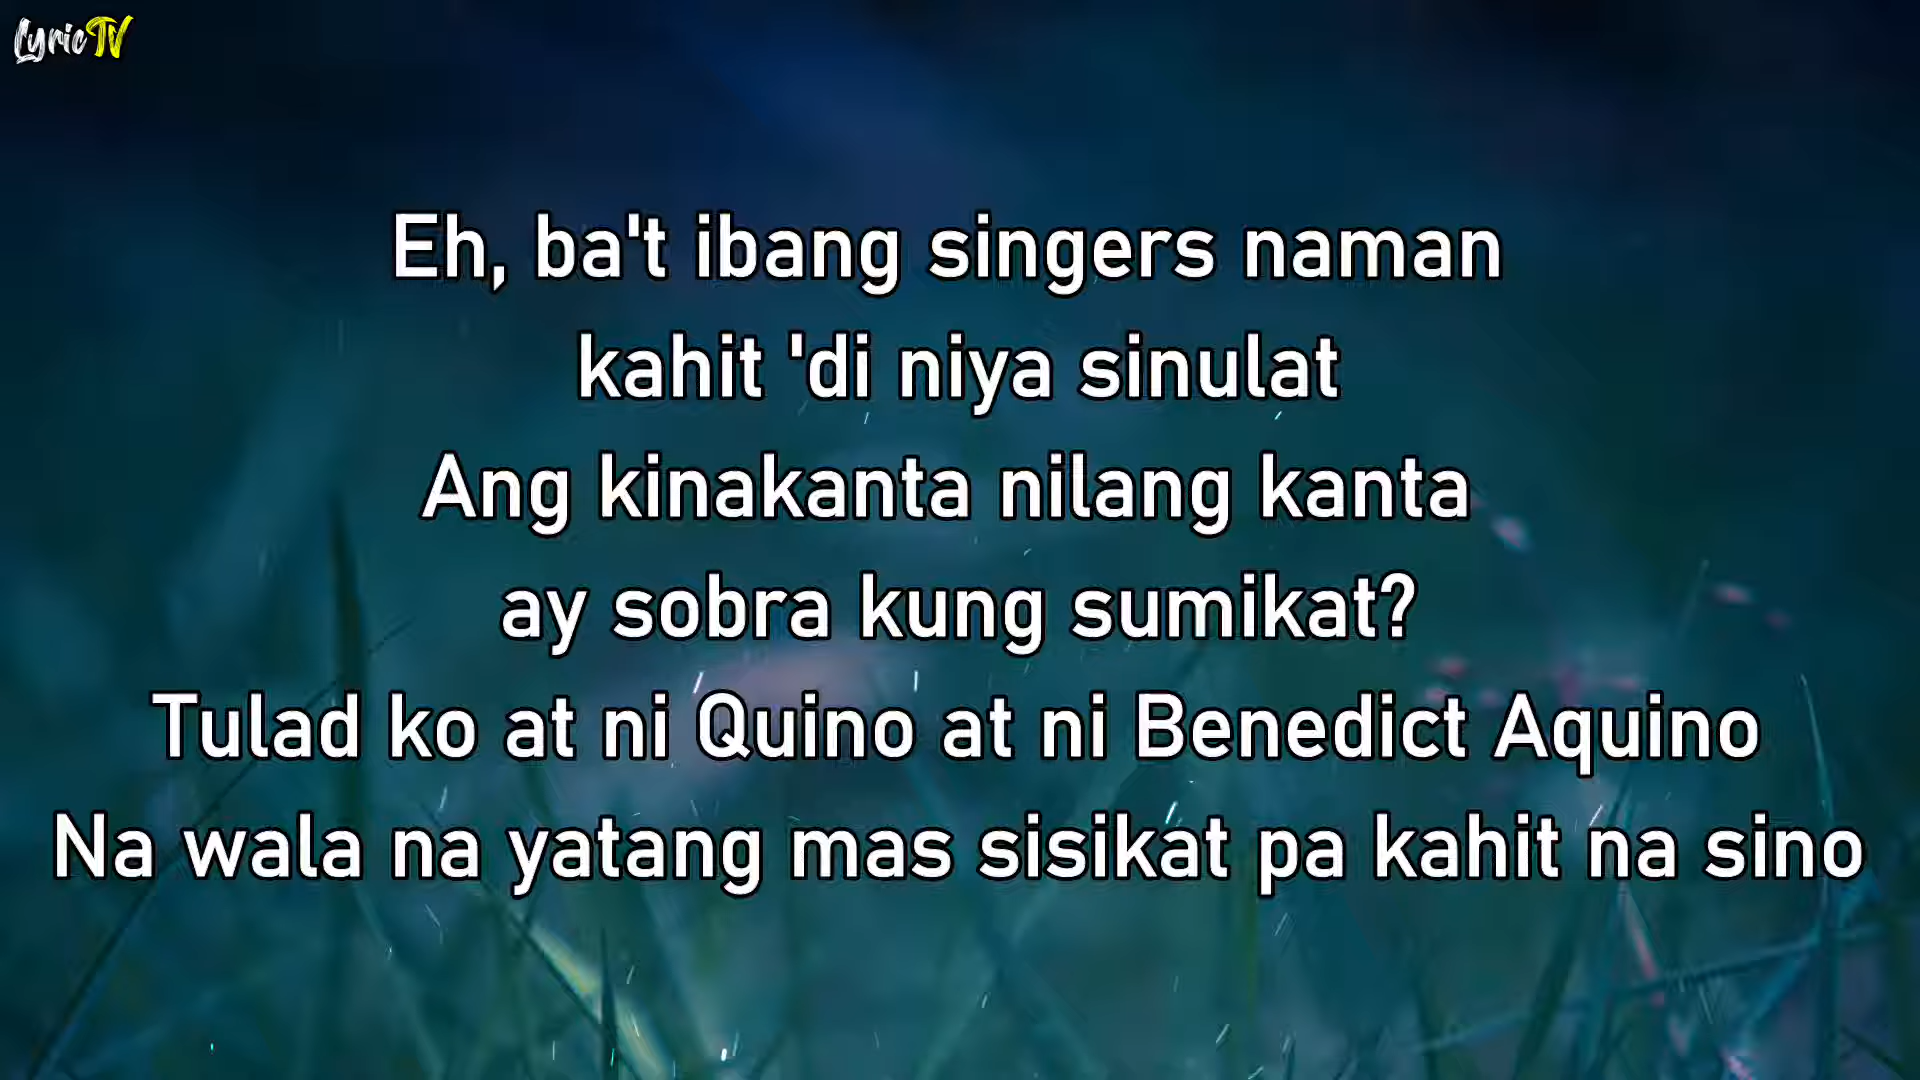 LyricTV
Eh, ba't ibang singers naman
kahit 'di niya sinulat
Ang kinakanta nilang kanta
ay sobra kung sumikat?
Tulad ko at ni Quino at ni Benedict Aquino
Na wala na yatang mas sisikat pa kahit na sino